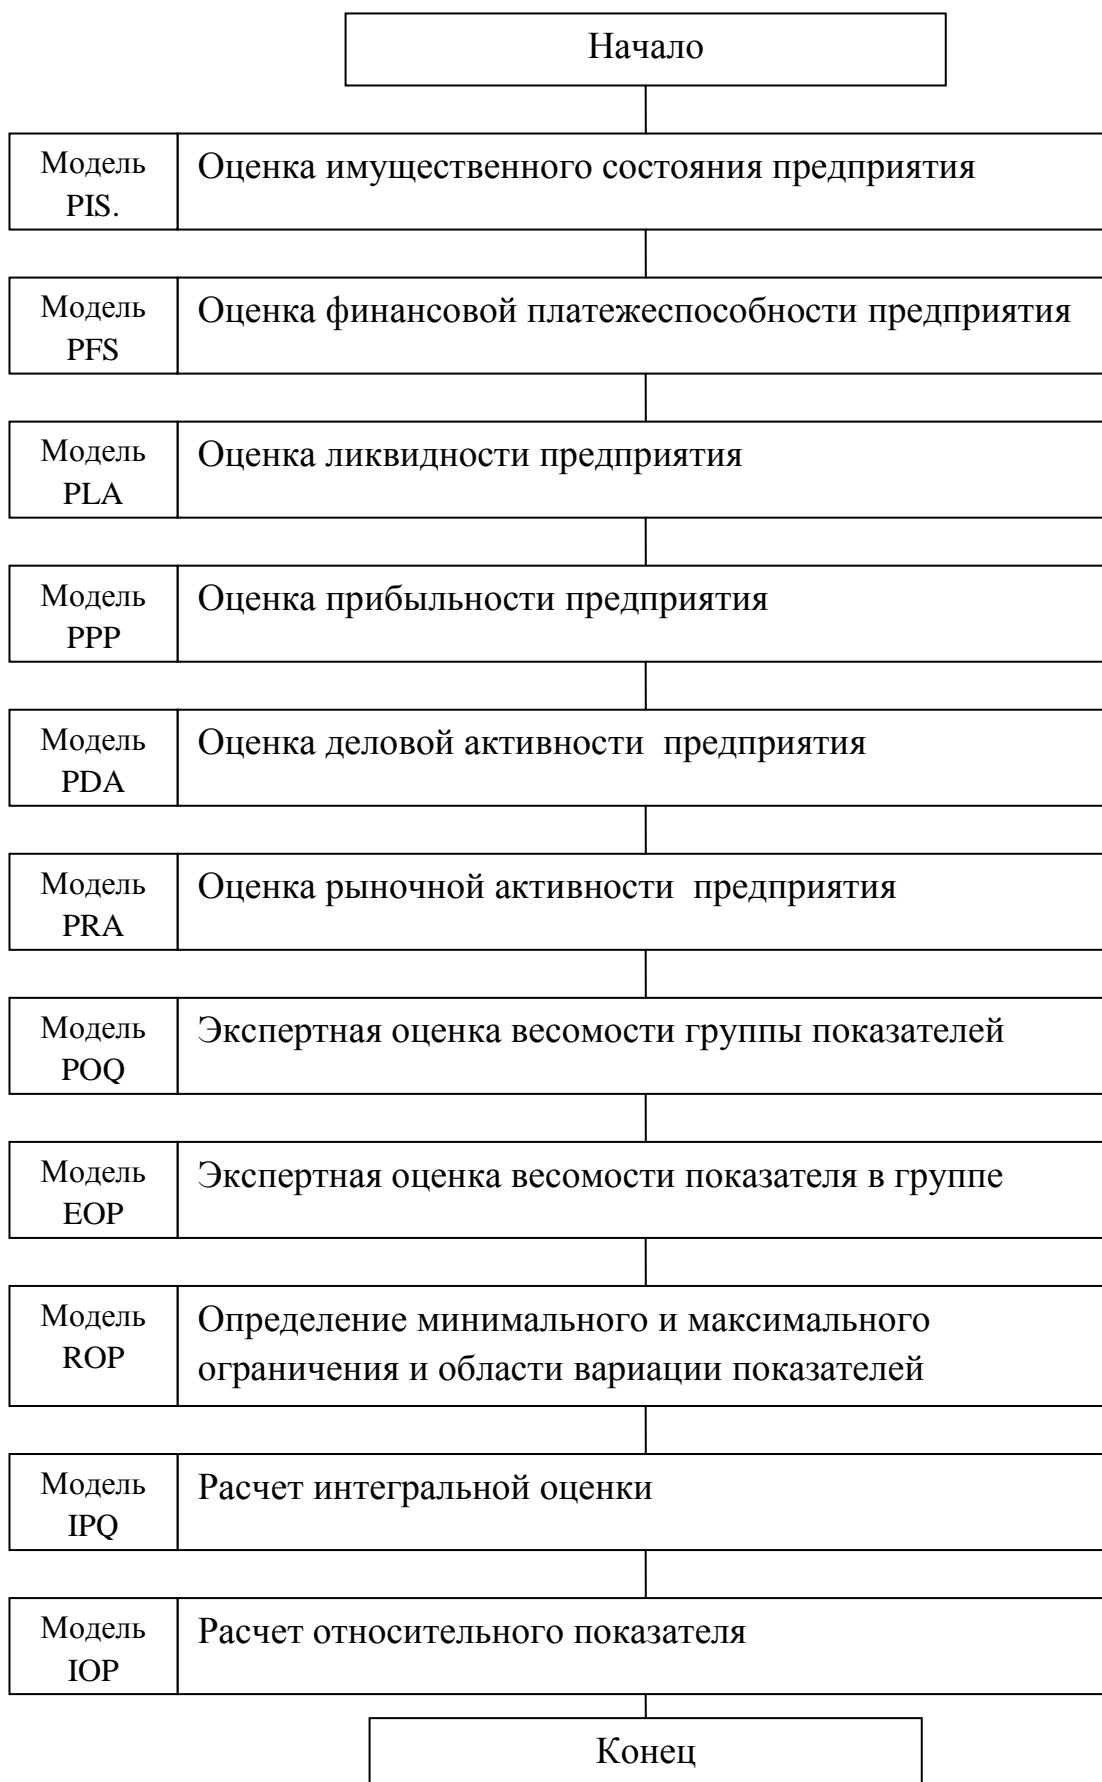 Начало
Модель
PIS.
Оценка имущественного состояния предприятия
Модель
PFS
Оценка финансовой платежеспособности предприятия
Модель
PLA
Оценка ликвидности предприятия
Модель
PPP
Оценка прибыльности предприятия
Модель
PDA
Оценка деловой активности  предприятия
Модель
PRA
Оценка рыночной активности  предприятия
Модель
POQ
Экспертная оценка весомости группы показателей
Модель
EOP
Экспертная оценка весомости показателя в группе
Модель
ROP
Определение минимального и максимального
ограничения и области вариации показателей
Модель
IPQ
Расчет интегральной оценки
Модель
IOP
Расчет относительного показателя
Конец